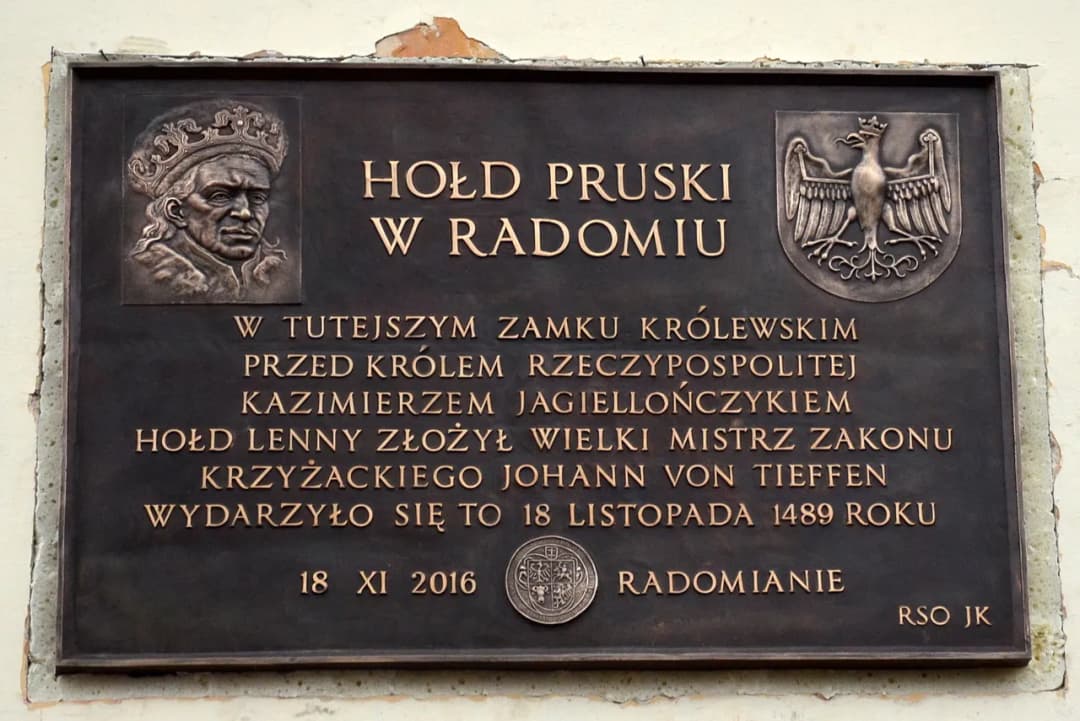 HOŁD PRUSKI
W RADOMIU
W TUTEJSZYM ZAMKU KRÓLEWSKIM
PRZED KRÓLEM RZECZYPOSPOLITEJ
KAZIMIERZEM JAGIELLOŃCZYKIEM
HOŁD LENNY ZŁOŻYŁ WIELKI MISTRZ ZAKONU
KRZYŻACKIEGO JOHANN VON TIEFFEN
WYDARZYŁO SIĘ TO 18 LISTOPADA 1489 ROKU
18 XI 2016 RADOMIANIE
RSO JK